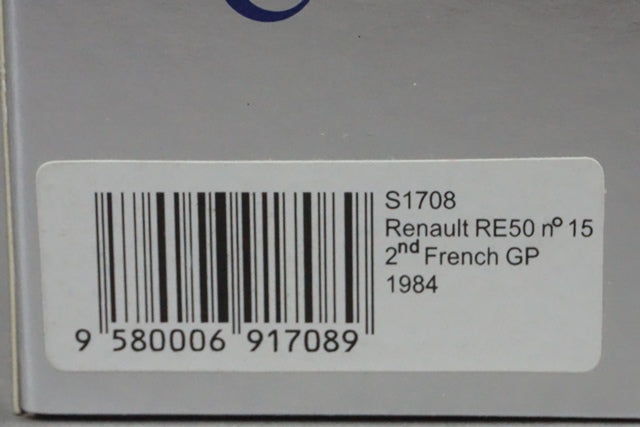 S1708
Renault RE50 nº 15
2nd French GP
1984
9 580006 917089